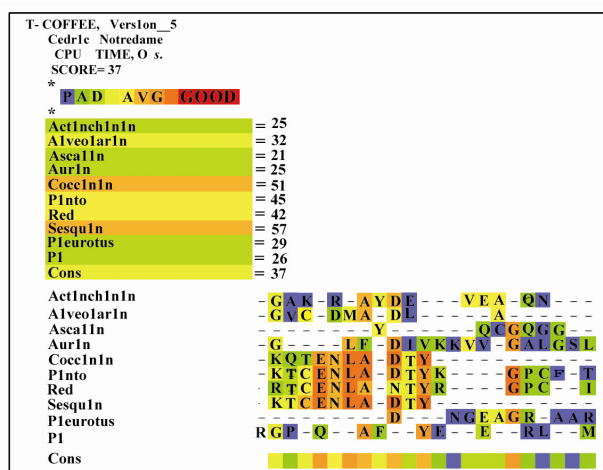 T- COFFEE, Vers1on__5
Cedr1c Notredame
CPU TIME, O s.
SCORE= 37
*
PAD AVG GOOD
*
Act1nch1n1n = 25
A1veo1ar1n = 32
Asca11n = 21
Aur1n = 25
Cocc1n1n = 51
P1nto = 45
Red = 42
Sesqu1n = 57
P1eurotus = 29
P1 = 26
Cons = 37
Act1nch1n1n -GAK-R-AYDE---VEA-QN---
A1veo1ar1n -GVC-DMA-DL-----A------
Asca11n --------Y------QCGQGG--
Aur1n -G----LF-DIVKKVV-GALGSL
Cocc1n1n KQTENLA-DTY
P1nto KTCENLA-DTYK----GPCF-T
Red RTCENLA-NTYR----GPC--I
Sesqu1n KTCENLA-DTY
P1eurotus ---------D---NGEAGR-AAR
P1 RGP-Q--AF--YE--E--RL-M
Cons